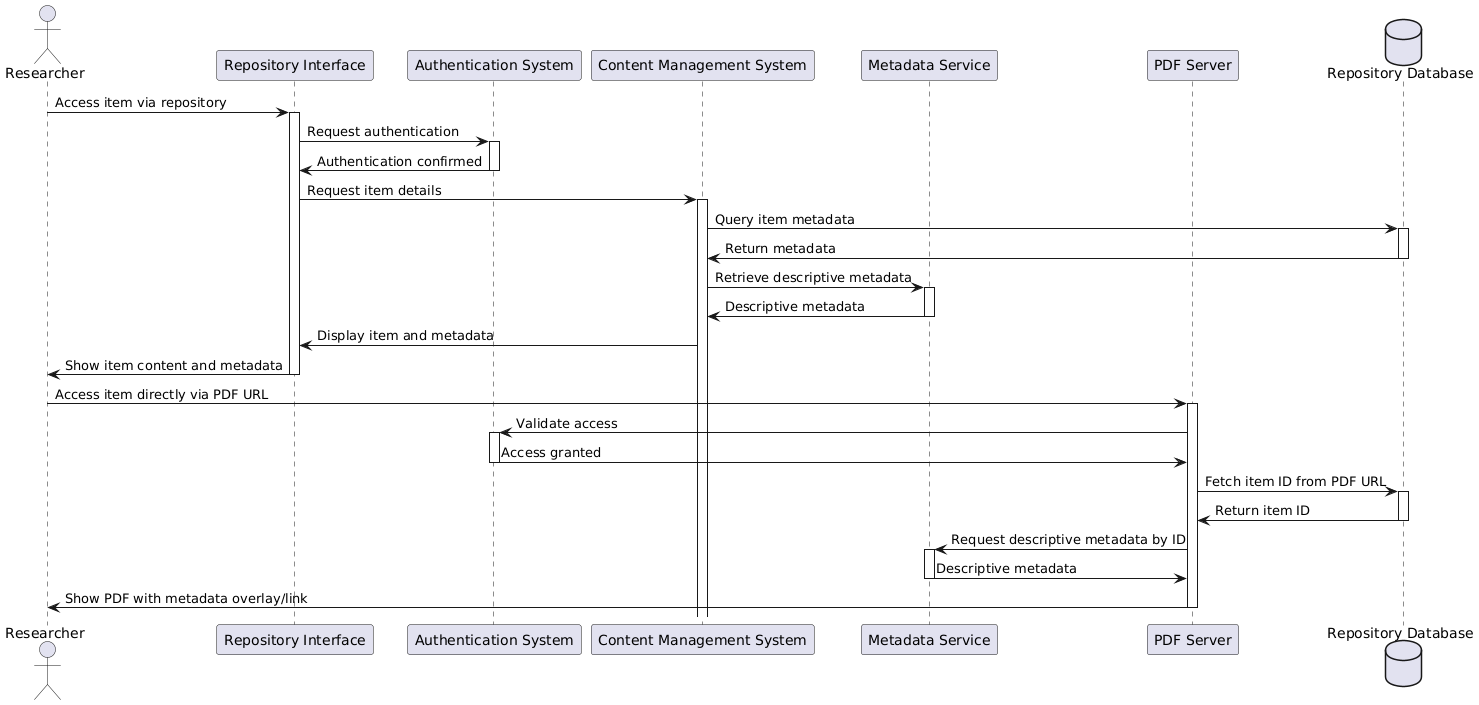 Researcher
Repository Interface
Authentication System
Content Management System
Metadata Service
PDF Server
Repository Database
Access item via repository
Request authentication
Authentication confirmed
Request item details
Query item metadata
Return metadata
Retrieve descriptive metadata
Descriptive metadata
Display item and metadata
Show item content and metadata
Access item directly via PDF URL
Validate access
Access granted
Fetch item ID from PDF URL
Return item ID
Request descriptive metadata by ID
Descriptive metadata
Show PDF with metadata overlay/link
Researcher
Repository Interface
Authentication System
Content Management System
Metadata Service
PDF Server
Repository Database